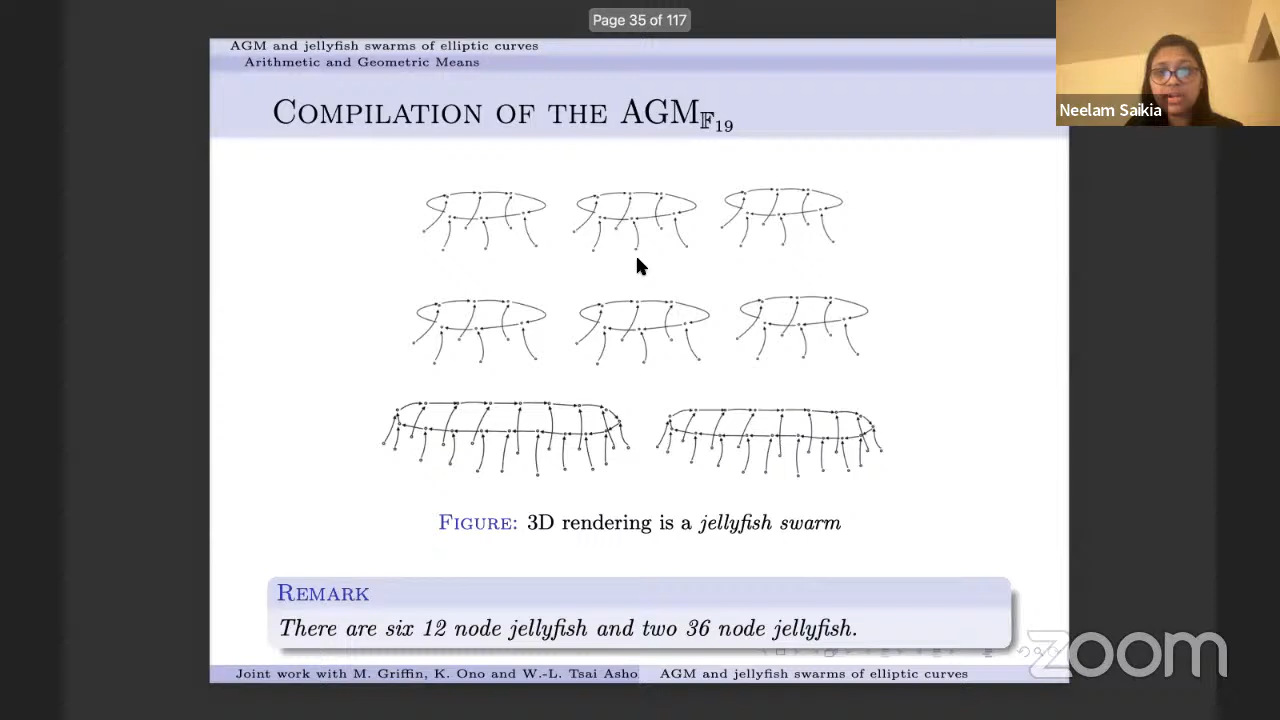 Page 35 of 117
AGM and jellyfish swarms of elliptic curves
Arithmetic and Geometric Means
Neelam Saikia
COMPILATION OF THE AGM𝔽₁₉
FIGURE: 3D rendering is a jellyfish swarm
REMARK
There are six 12 node jellyfish and two 36 node jellyfish.
zoom
Joint work with M. Griffin, K. Ono and W.-L. Tsai Asho
AGM and jellyfish swarms of elliptic curves